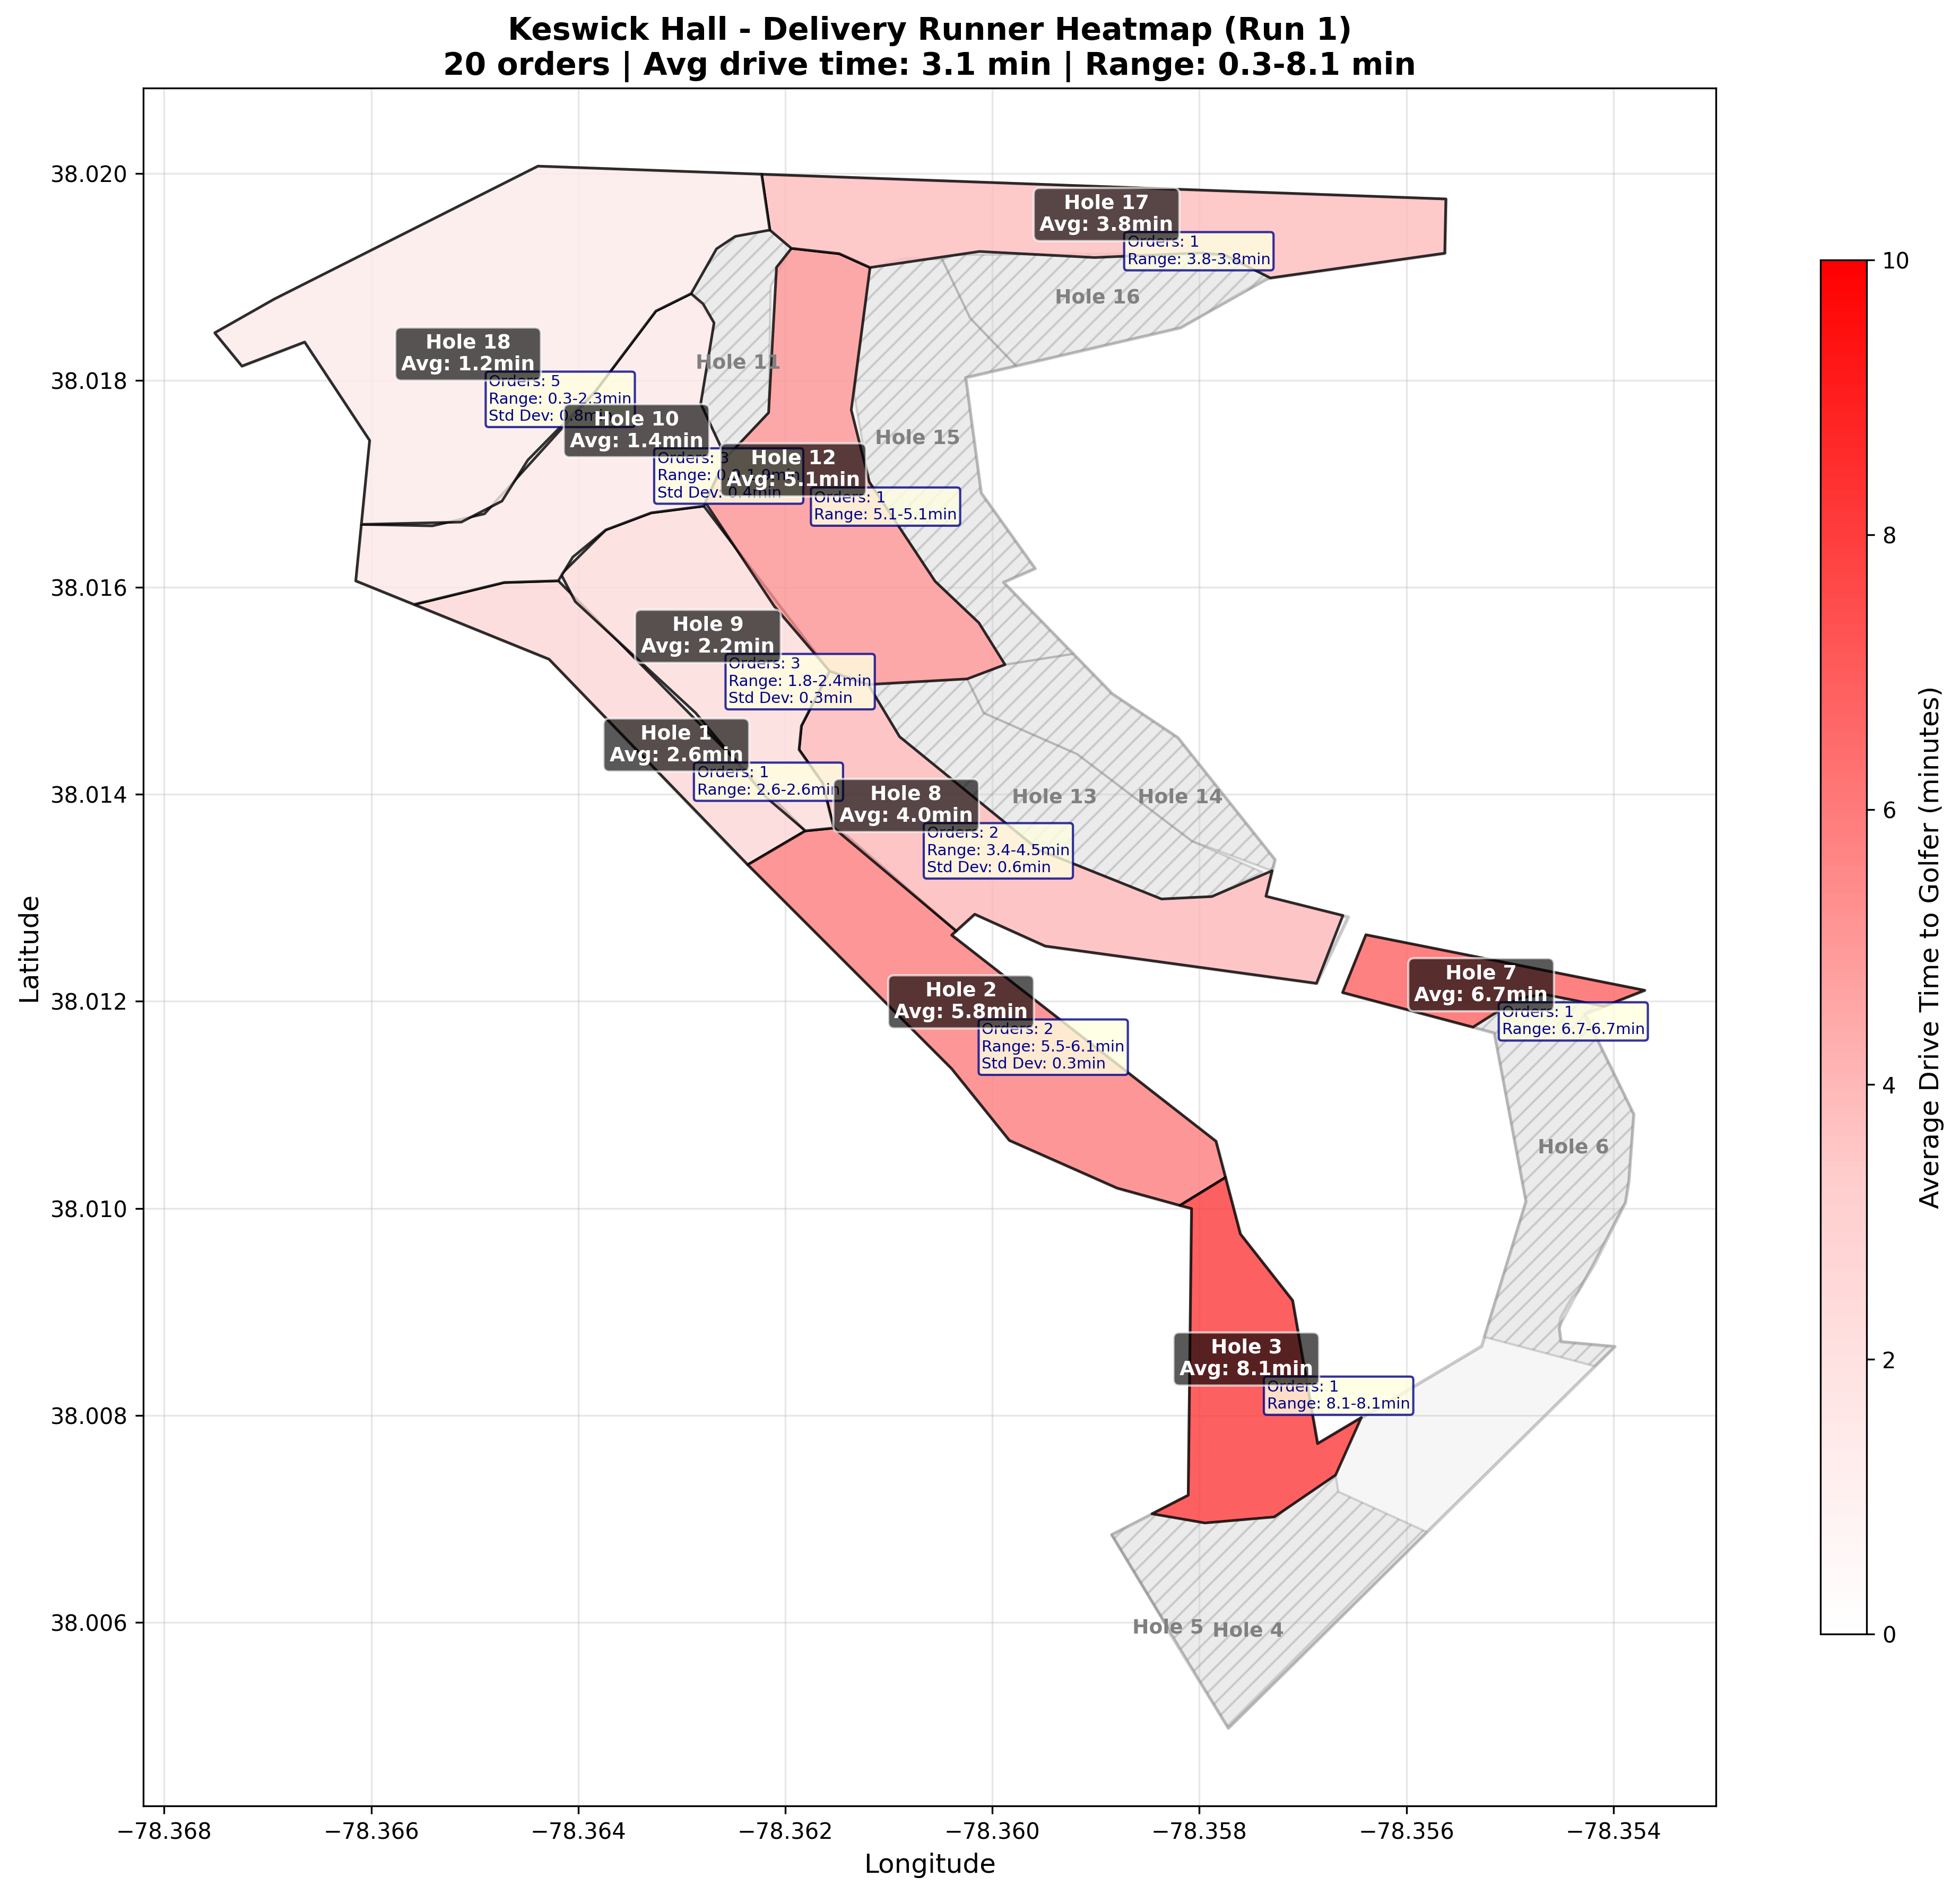 Keswick Hall - Delivery Runner Heatmap (Run 1)
20 orders | Avg drive time: 3.1 min | Range: 0.3-8.1 min
38.020
38.018
38.016
38.014
38.012
38.010
38.008
38.006
Latitude
Hole 17
Avg: 3.8min
Orders: 1
Range: 3.8-3.8min
Hole 16
Hole 18
Avg: 1.2min
Orders: 5
Range: 0.3-2.3min
Std Dev: 0.8min
Hole 11
Hole 10
Avg: 1.4min
Orders: 3
Range:
Std Dev: 0.4min
Hole 15
Hole 12
Avg: 5.1min
Orders: 1
Range: 5.1-5.1min
Hole 9
Avg: 2.2min
Orders: 3
Range: 1.8-2.4min
Std Dev: 0.3min
Hole 1
Avg: 2.6min
Orders: 1
Range: 2.6-2.6min
Hole 8
Avg: 4.0min
Orders: 2
Range: 3.4-4.5min
Std Dev: 0.6min
Hole 13
Hole 14
Hole 2
Avg: 5.8min
Orders: 2
Range: 5.5-6.1min
Std Dev: 0.3min
Hole 7
Avg: 6.7min
Orders: 1
Range: 6.7-6.7min
Hole 6
Hole 3
Avg: 8.1min
Orders: 1
Range: 8.1-8.1min
Hole 5
Hole 4
−78.368
−78.366
−78.364
−78.362
−78.360
−78.358
−78.356
−78.354
Longitude
10
8
6
4
2
0
Average Drive Time to Golfer (minutes)